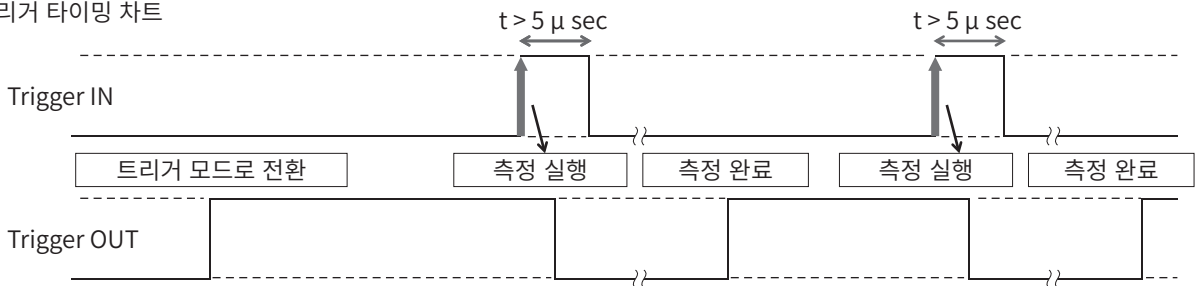 리거 타이밍 차트
t > 5 μ sec
t > 5 μ sec
Trigger IN
트리거 모드로 전환
측정 실행
측정 완료
측정 실행
측정 완료
Trigger OUT